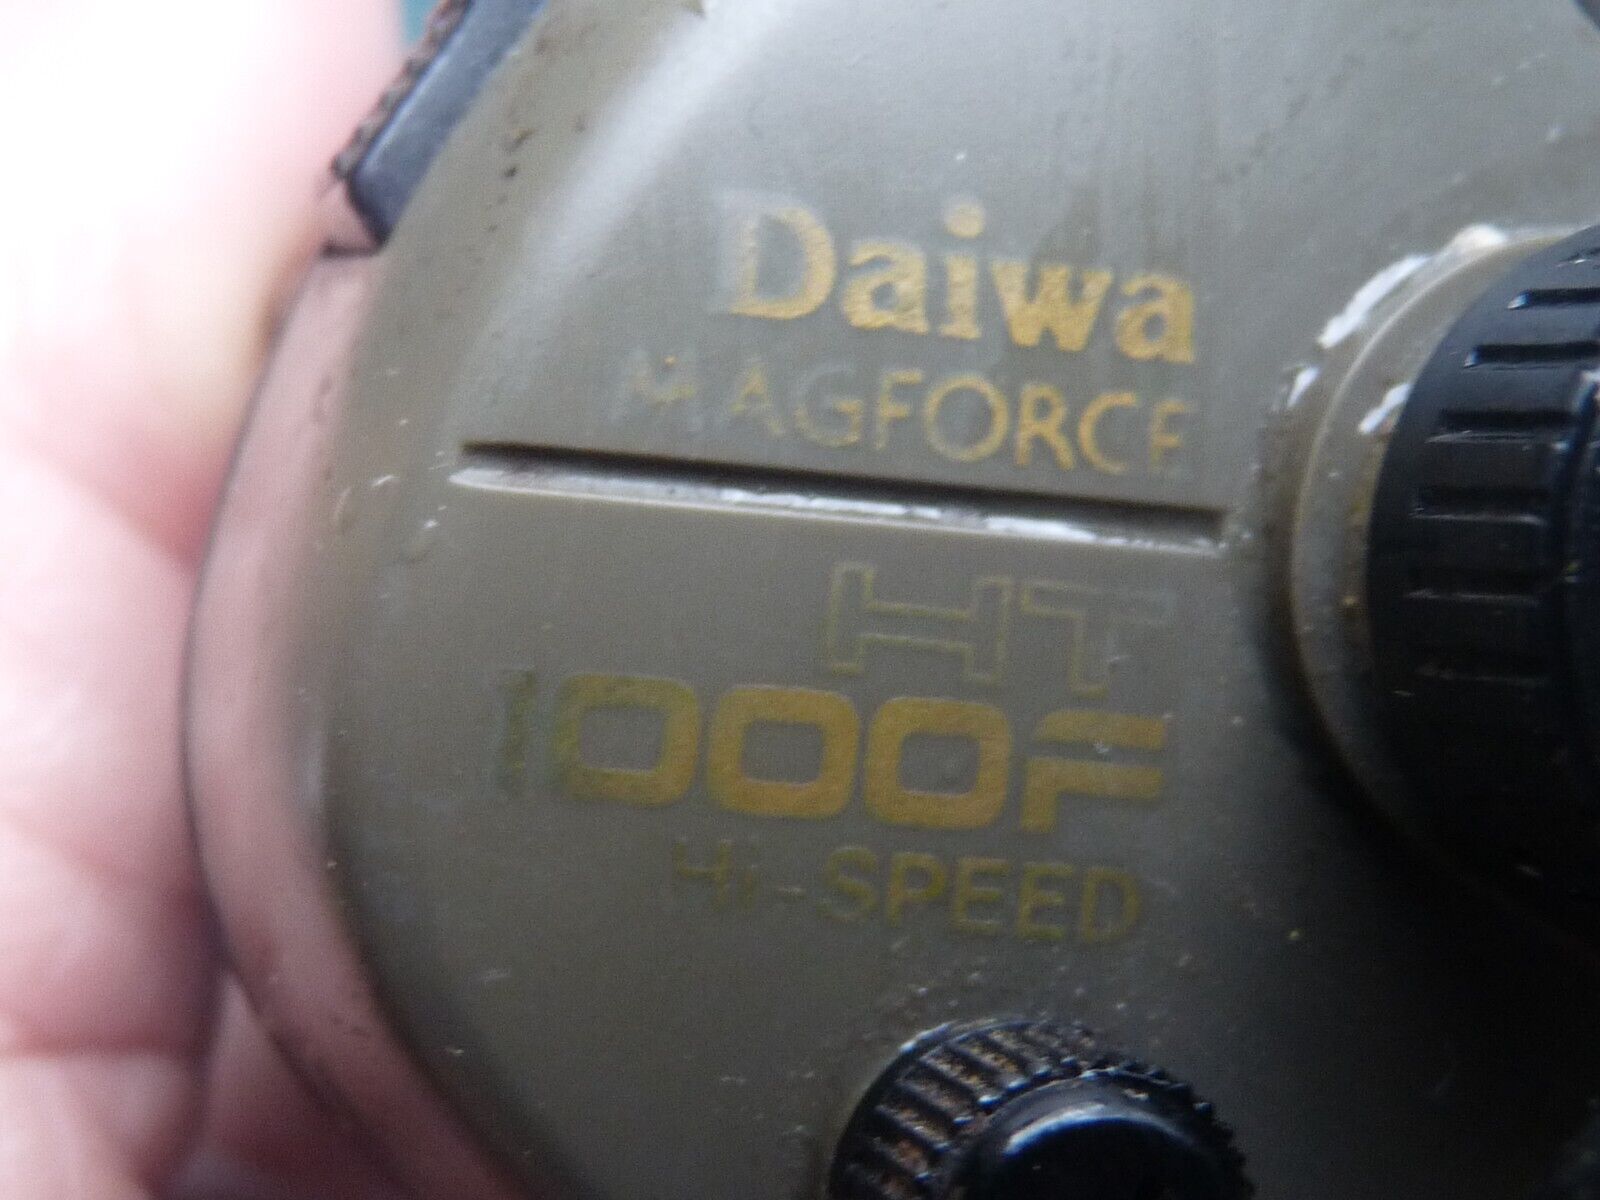 Daiwa
MAGFORCE
HT
1000F
Hi-SPEED